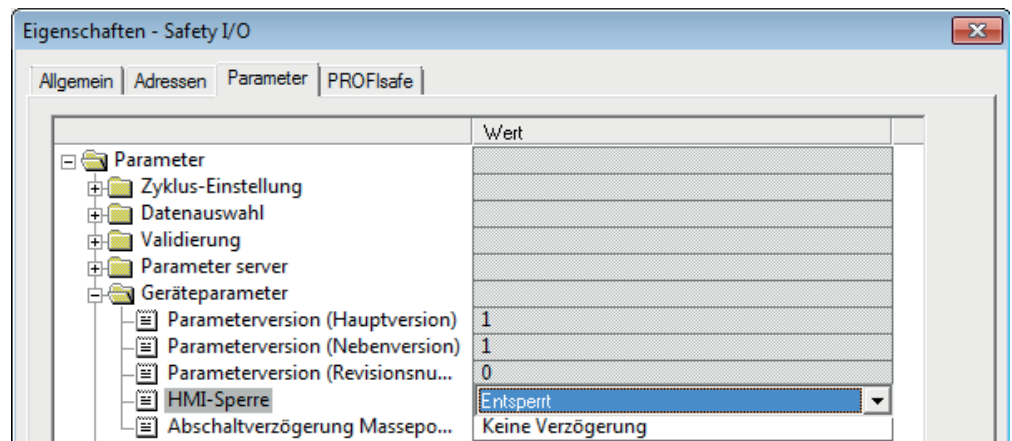 Eigenschaften - Safety I/O
Allgemein Adressen Parameter PROFIsafe
Wert
Parameter
Zyklus-Einstellung
Datenauswahl
Validierung
Parameter server
Geräteparameter
Parameterversion (Hauptversion) 1
Parameterversion (Nebenversion) 1
Parameterversion (Revisionsnu... 0
HMI-Sperre Entsperrt
Abschaltverzögerung Massepo... Keine Verzögerung